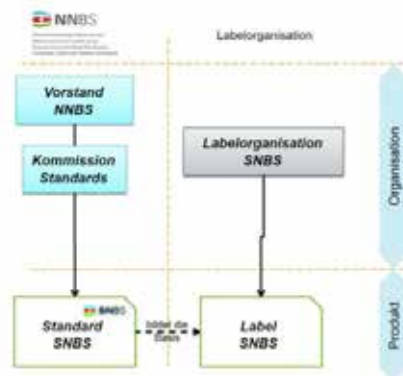 NNBS
Labelorganisation
Vorstand
NNBS
Kommission
Standards
Labelorganisation
SNBS
Organisation
SNBS
Standard
SNBS
bildet die
Basis
Label
SNBS
Produkt